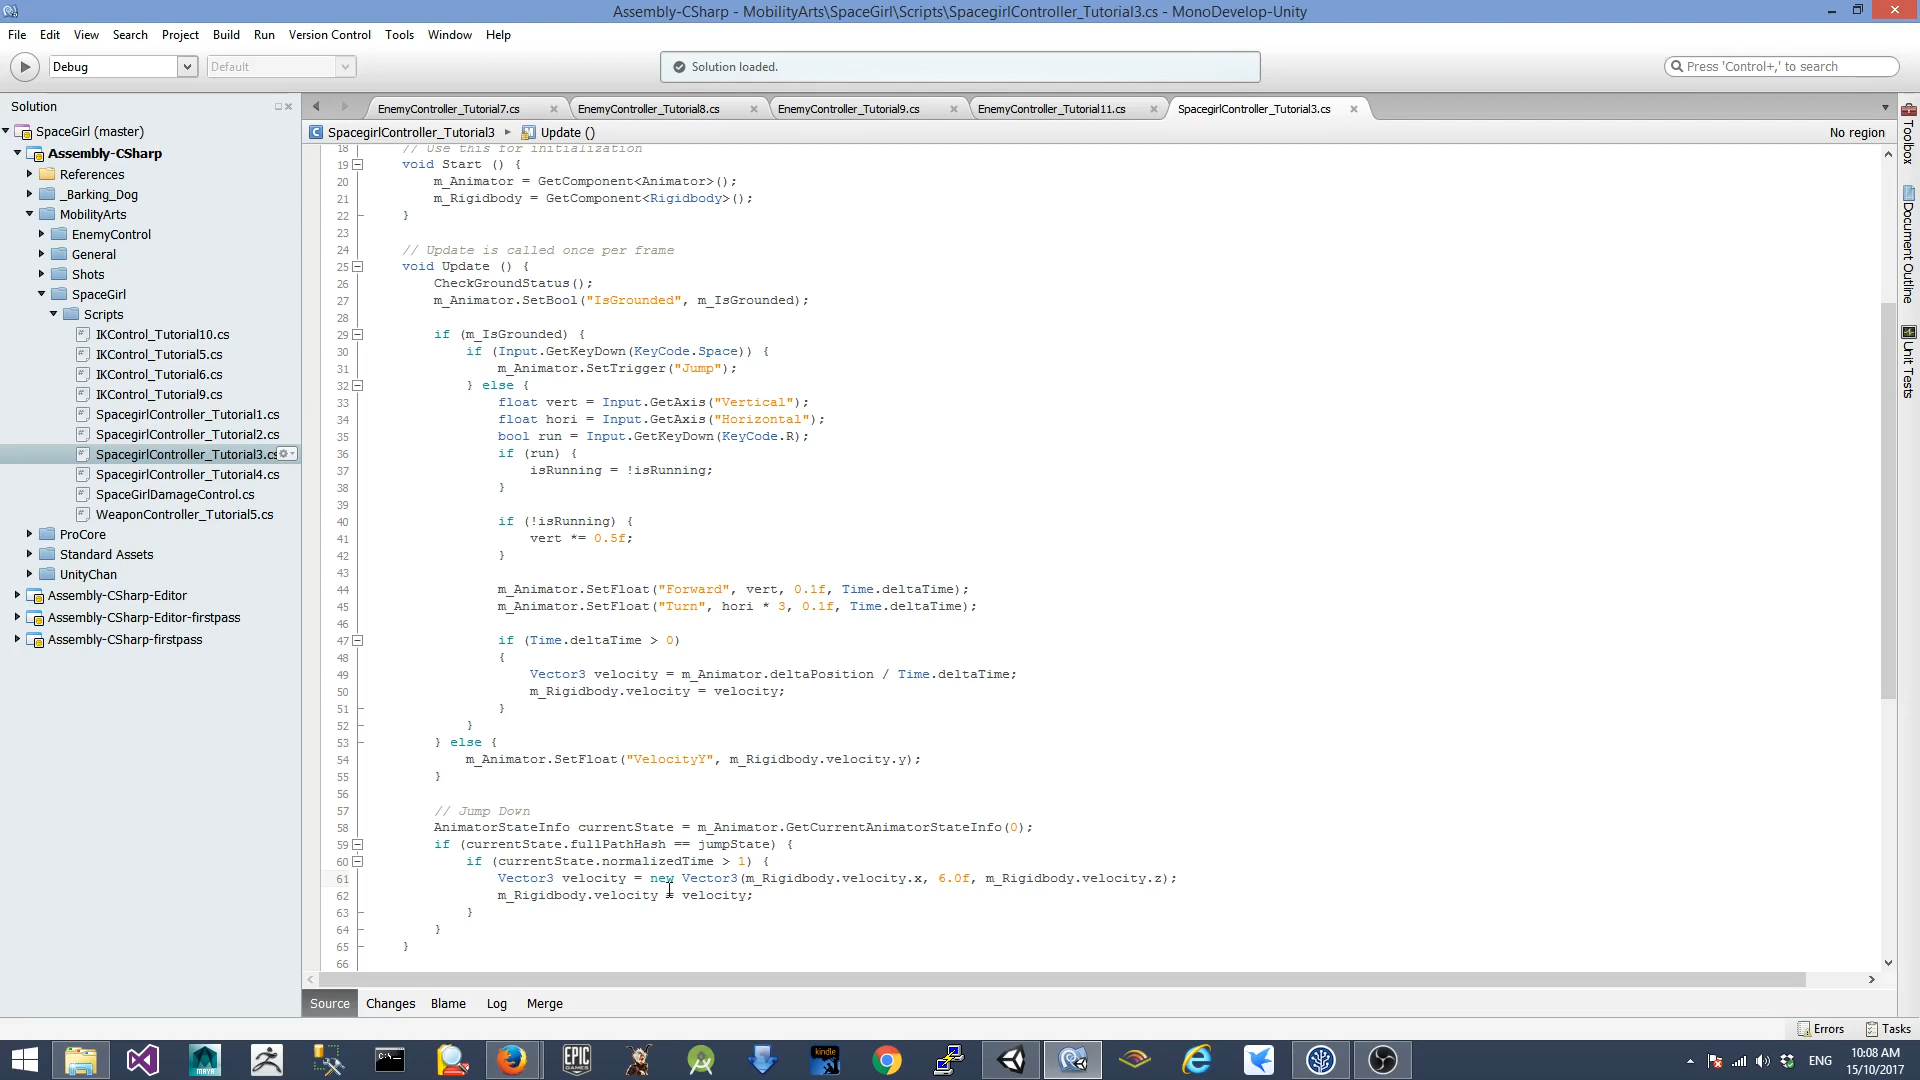 Assembly-CSharp - MobilityArts\SpaceGirl\Scripts\SpacegirlController_Tutorial3.cs - MonoDevelop-Unity
File Edit View Search Project Build Run Version Control Tools Window Help
Debug Default Solution loaded. Press 'Control+,' to search
Solution
EnemyController_Tutorial7.cs EnemyController_Tutorial8.cs EnemyController_Tutorial9.cs EnemyController_Tutorial11.cs SpacegirlController_Tutorial3.cs
SpacegirlController_Tutorial3 Update () No region
SpaceGirl (master)
Assembly-CSharp
References
_Barking_Dog
MobilityArts
EnemyControl
General
Shots
SpaceGirl
Scripts
IKControl_Tutorial10.cs
IKControl_Tutorial5.cs
IKControl_Tutorial6.cs
IKControl_Tutorial9.cs
SpacegirlController_Tutorial1.cs
SpacegirlController_Tutorial2.cs
SpacegirlController_Tutorial3.cs
SpacegirlController_Tutorial4.cs
SpaceGirlDamageControl.cs
WeaponController_Tutorial5.cs
ProCore
Standard Assets
UnityChan
Assembly-CSharp-Editor
Assembly-CSharp-Editor-firstpass
Assembly-CSharp-firstpass
18 // Use this for initialization
19 void Start () {
20 m_Animator = GetComponent<Animator>();
21 m_Rigidbody = GetComponent<Rigidbody>();
22 }
23
24 // Update is called once per frame
25 void Update () {
26 CheckGroundStatus();
27 m_Animator.SetBool("IsGrounded", m_IsGrounded);
28
29 if (m_IsGrounded) {
30 if (Input.GetKeyDown(KeyCode.Space)) {
31 m_Animator.SetTrigger("Jump");
32 } else {
33 float vert = Input.GetAxis("Vertical");
34 float hori = Input.GetAxis("Horizontal");
35 bool run = Input.GetKeyDown(KeyCode.R);
36 if (run) {
37 isRunning = !isRunning;
38 }
39
40 if (!isRunning) {
41 vert *= 0.5f;
42 }
43
44 m_Animator.SetFloat("Forward", vert, 0.1f, Time.deltaTime);
45 m_Animator.SetFloat("Turn", hori * 3, 0.1f, Time.deltaTime);
46
47 if (Time.deltaTime > 0)
48 {
49 Vector3 velocity = m_Animator.deltaPosition / Time.deltaTime;
50 m_Rigidbody.velocity = velocity;
51 }
52 }
53 } else {
54 m_Animator.SetFloat("VelocityY", m_Rigidbody.velocity.y);
55 }
56
57 // Jump Down
58 AnimatorStateInfo currentState = m_Animator.GetCurrentAnimatorStateInfo(0);
59 if (currentState.fullPathHash == jumpState) {
60 if (currentState.normalizedTime > 1) {
61 Vector3 velocity = new Vector3(m_Rigidbody.velocity.x, 6.0f, m_Rigidbody.velocity.z);
62 m_Rigidbody.velocity = velocity;
63 }
64 }
65 }
66
Toolbox
Document Outline
Unit Tests
Source Changes Blame Log Merge
Errors Tasks
MAYA
EPIC GAMES
kindle
ENG
10:08 AM
15/10/2017